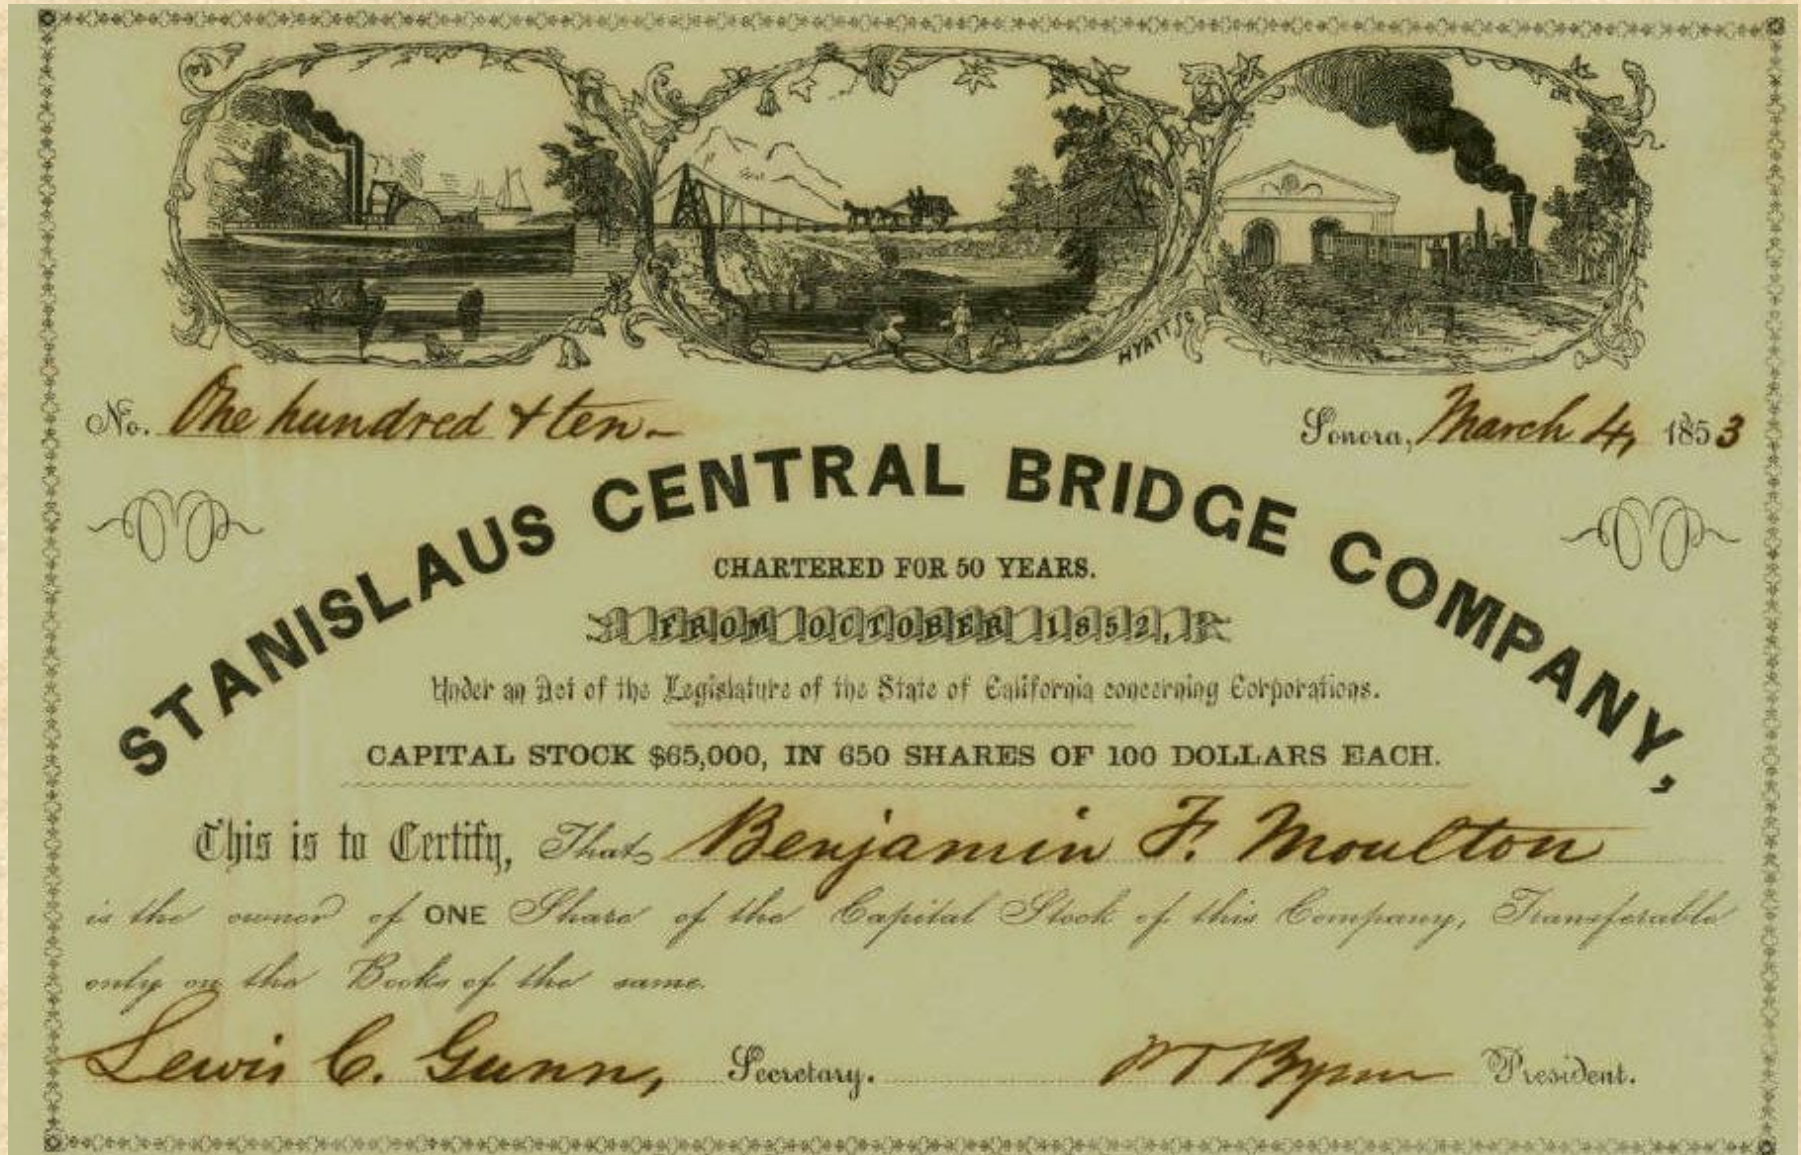 HYATT Sc
No. One hundred & ten-
Sonora, March 4, 1853
STANISLAUS CENTRAL BRIDGE COMPANY,
CHARTERED FOR 50 YEARS.
FROM OCTOBER 1852,
Under an Act of the Legislature of the State of California concerning Corporations.
CAPITAL STOCK $65,000, IN 650 SHARES OF 100 DOLLARS EACH.
This is to Certify, That Benjamin F. Moulton
is the owner of ONE Share of the Capital Stock of this Company, Transferable
only on the Books of the same.
Lewis C. Gunn, Secretary. President.